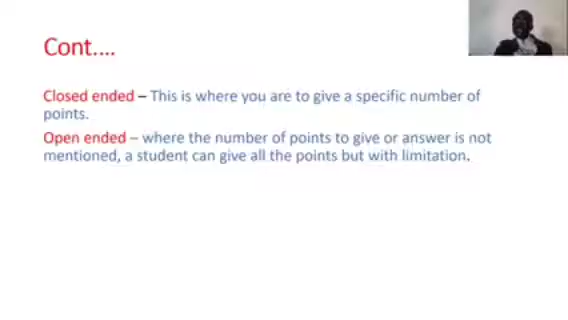 Cont....
Closed ended – This is where you are to give a specific number of
points.
Open ended – where the number of points to give or answer is not
mentioned, a student can give all the points but with limitation.